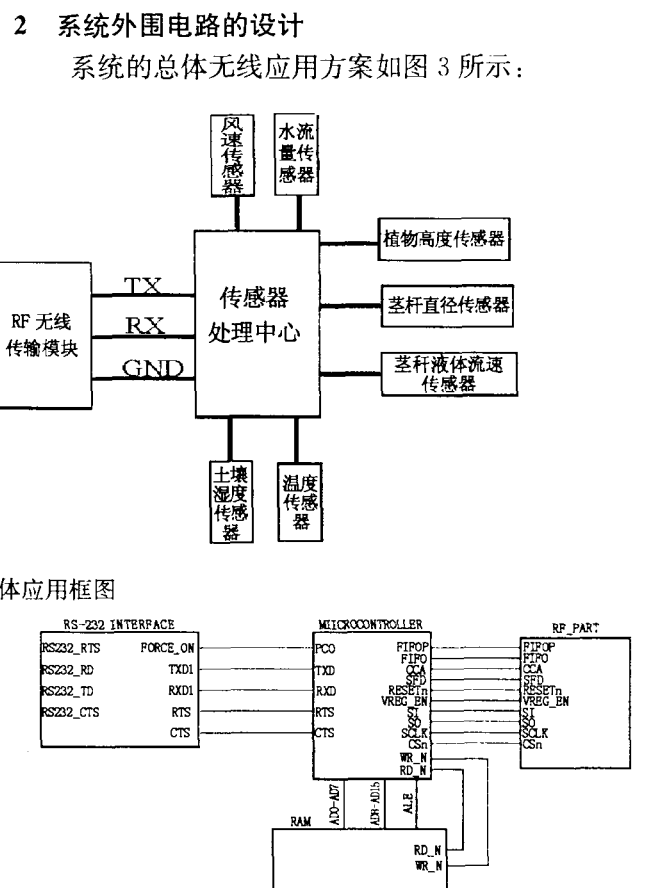 2 系统外围电路的设计
系统的总体无线应用方案如图 3 所示：
风速传感器
水流
量传
感器
植物高度传感器
RF 无线
传输模块
TX
RX
GND
传感器
处理中心
茎杆直径传感器
茎秆液体流速
传感器
土壤
湿度
传感
器
温度
传感
器
体应用框图
RS-232 INTERFACE
RS232_RTS
RS232_RD
RS232_TD
RS232_CTS
FORCE_ON
TXD1
RXD1
RTS
CTS
MIICROCONTROLLER
PC0
TXD
RXD
RTS
CTS
FIFOP
FIFO
CCA
SFD
RESETn
VREG_EN
SI
SO
SCLK
CSn
WR_N
RD_N
RF_PART
FIFOP
FIFO
CCA
SFD
RESETn
VREG_EN
SI
SO
SCLK
CSn
AD0-AD7
AD8-AD15
ALE
RAM
RD_N
WR_N